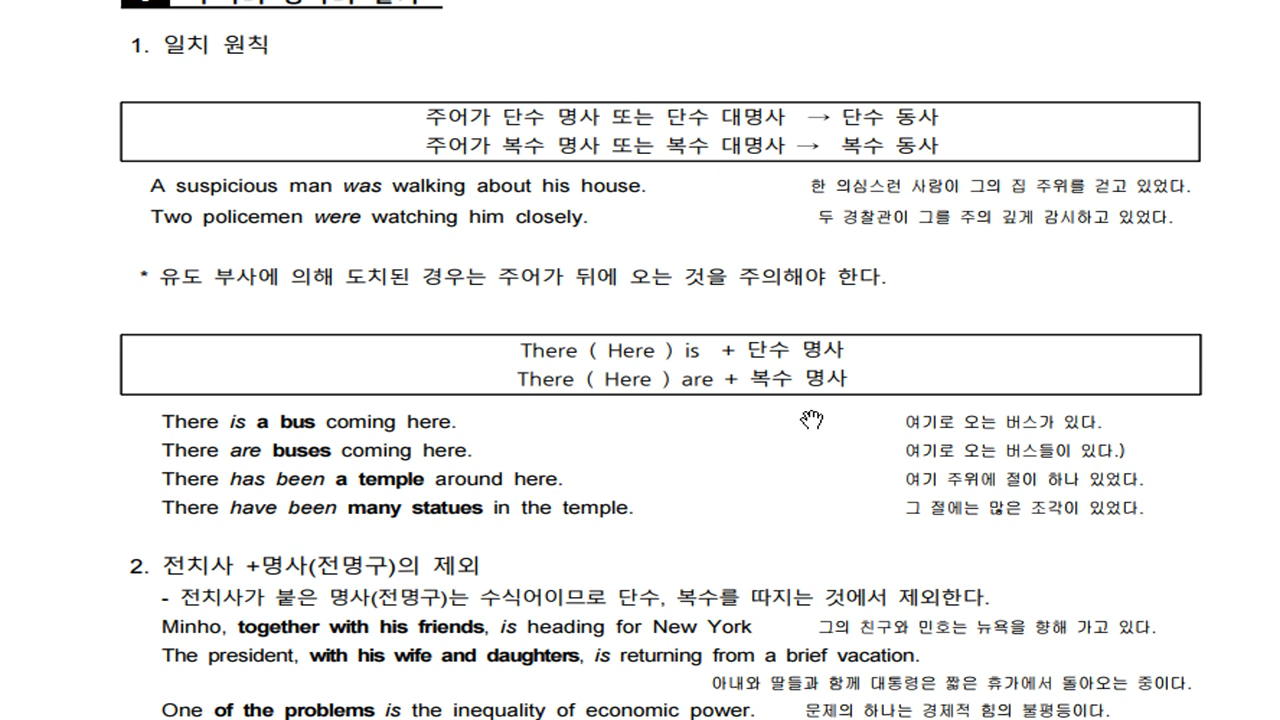 1. 일치 원칙
주어가 단수 명사 또는 단수 대명사 → 단수 동사
주어가 복수 명사 또는 복수 대명사 → 복수 동사
A suspicious man was walking about his house. 한 의심스런 사람이 그의 집 주위를 걷고 있었다.
Two policemen were watching him closely. 두 경찰관이 그를 주의 깊게 감시하고 있었다.
* 유도 부사에 의해 도치된 경우는 주어가 뒤에 오는 것을 주의해야 한다.
There ( Here ) is + 단수 명사
There ( Here ) are + 복수 명사
There is a bus coming here. 여기로 오는 버스가 있다.
There are buses coming here. 여기로 오는 버스들이 있다.)
There has been a temple around here. 여기 주위에 절이 하나 있었다.
There have been many statues in the temple. 그 절에는 많은 조각이 있었다.
2. 전치사 +명사(전명구)의 제외
- 전치사가 붙은 명사(전명구)는 수식어이므로 단수, 복수를 따지는 것에서 제외한다.
Minho, together with his friends, is heading for New York 그의 친구와 민호는 뉴욕을 향해 가고 있다.
The president, with his wife and daughters, is returning from a brief vacation.
아내와 딸들과 함께 대통령은 짧은 휴가에서 돌아오는 중이다.
One of the problems is the inequality of economic power. 문제의 하나는 경제적 힘의 불평등이다.